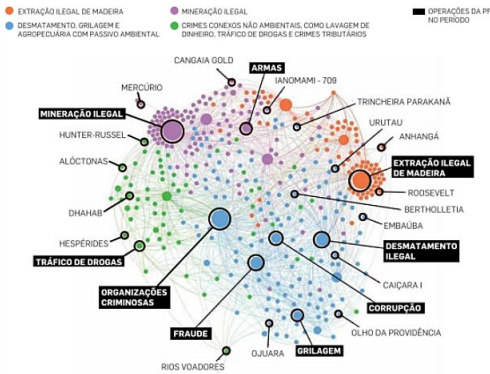 EXTRAÇÃO ILEGAL DE MADEIRA
MINERAÇÃO ILEGAL
OPERAÇÕES DA PF
NO PERÍODO
DESMATAMENTO, GRILAGEM E
AGROPECUÁRIA COM PASSIVO AMBIENTAL
CRIMES CONEXOS NÃO AMBIENTAIS, COMO LAVAGEM DE
DINHEIRO, TRÁFICO DE DROGAS E CRIMES TRIBUTÁRIOS
CANGAIA GOLD
ARMAS
IANOMAMI - 709
MERCÚRIO
TRINCHEIRA PARAKANÃ
MINERAÇÃO ILEGAL
URUTAU
HUNTER-RUSSEL
ANHANGÁ
ALÓCTONAS
EXTRAÇÃO ILEGAL
DE MADEIRA
ROOSEVELT
DHAHAB
BERTHOLLETIA
EMBAÚBA
HESPÉRIDES
DESMATAMENTO
ILEGAL
TRÁFICO DE DROGAS
CAIÇARA I
ORGANIZAÇÕES
CRIMINOSAS
CORRUPÇÃO
FRAUDE
OLHO DA PROVIDÊNCIA
OJUARA
GRILAGEM
RIOS VOADORES